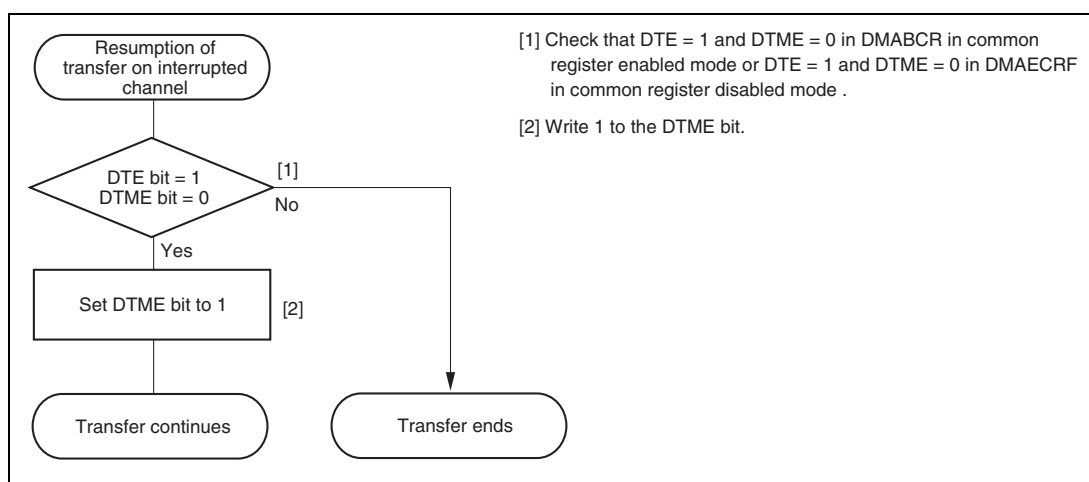 Resumption of
transfer on interrupted
channel
[1] Check that DTE = 1 and DTME = 0 in DMABCR in common
register enabled mode or DTE = 1 and DTME = 0 in DMAECRF
in common register disabled mode .
[2] Write 1 to the DTME bit.
DTE bit = 1
DTME bit = 0
[1]
No
Yes
Set DTME bit to 1
[2]
Transfer continues
Transfer ends